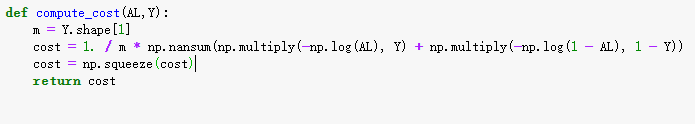 def compute_cost(AL,Y):
    m = Y.shape[1]
    cost = 1. / m * np.nansum(np.multiply(-np.log(AL), Y) + np.multiply(-np.log(1 - AL), 1 - Y))
    cost = np.squeeze(cost)
    return cost